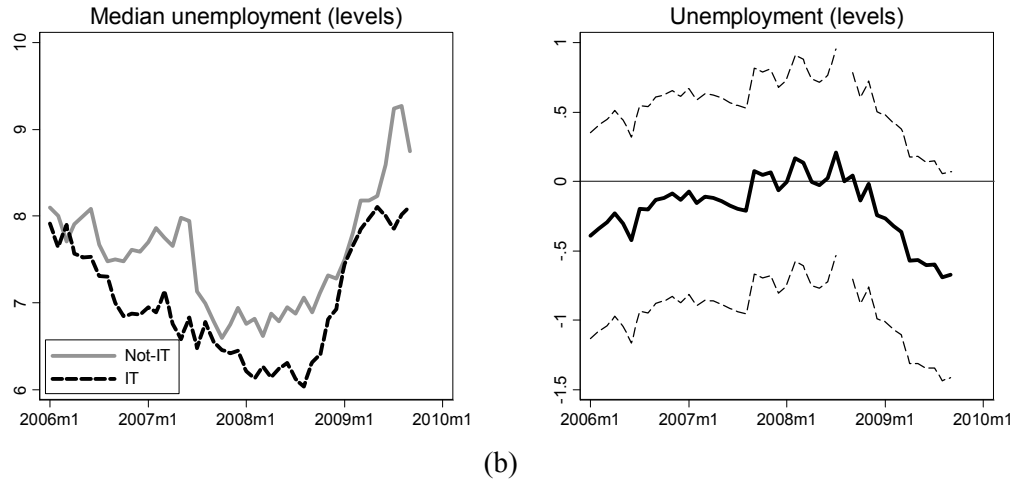 Median unemployment (levels)
10
9
8
7
6
Not-IT
IT
2006m1 2007m1 2008m1 2009m1 2010m1
Unemployment (levels)
1
.5
0
-.5
-1
-1.5
2006m1 2007m1 2008m1 2009m1 2010m1
(b)